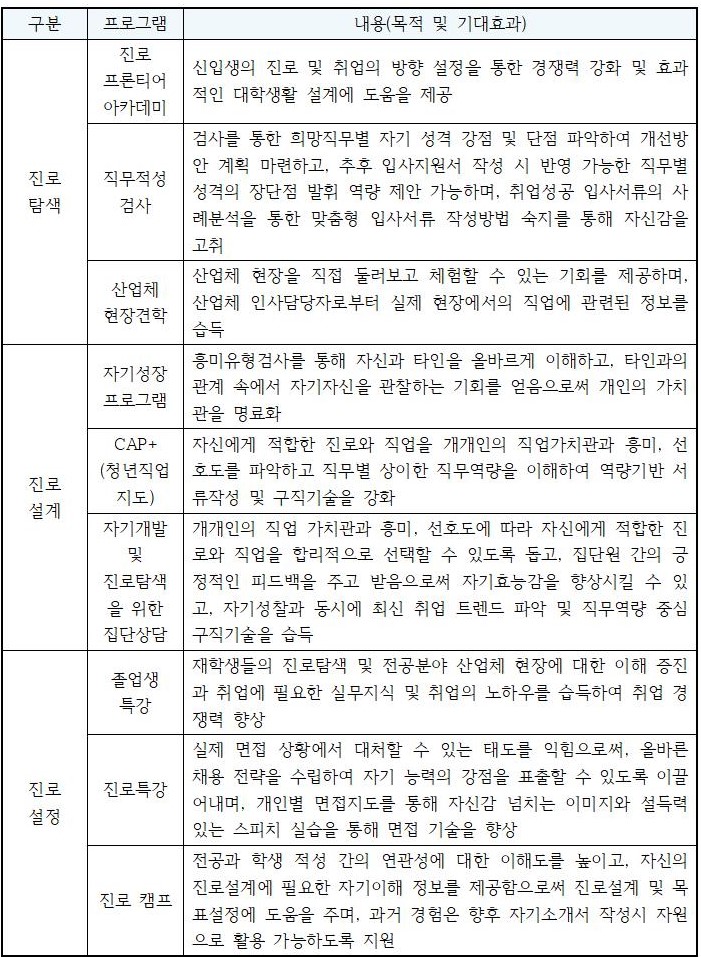 구분 프로그램 내용(목적 및 기대효과)
진로
탐색
진로
프론티어
아카데미
신입생의 진로 및 취업의 방향 설정을 통한 경쟁력 강화 및 효과
적인 대학생활 설계에 도움을 제공
직무적성
검사
검사를 통한 희망직무별 자기 성격 강점 및 단점 파악하여 개선방
안 계획 마련하고, 추후 입사지원서 작성 시 반영 가능한 직무별
성격의 장단점 발휘 역량 제안 가능하며, 취업성공 입사서류의 사
례분석을 통한 맞춤형 입사서류 작성방법 숙지를 통해 자신감을
고취
산업체
현장견학
산업체 현장을 직접 둘러보고 체험할 수 있는 기회를 제공하며,
산업체 인사담당자로부터 실제 현장에서의 직업에 관련된 정보를
습득
진로
설계
자기성장
프로그램
흥미유형검사를 통해 자신과 타인을 올바르게 이해하고, 타인과의
관계 속에서 자기자신을 관찰하는 기회를 얻음으로써 개인의 가치
관을 명료화
CAP+
(청년직업
지도)
자신에게 적합한 진로와 직업을 개개인의 직업가치관과 흥미, 선
호도를 파악하고 직무별 상이한 직무역량을 이해하여 역량기반 서
류작성 및 구직기술을 강화
자기개발
및
진로탐색
을 위한
집단상담
개개인의 직업 가치관과 흥미, 선호도에 따라 자신에게 적합한 진
로와 직업을 합리적으로 선택할 수 있도록 돕고, 집단원 간의 긍
정적인 피드백을 주고 받음으로써 자기효능감을 향상시킬 수 있
고, 자기성찰과 동시에 최신 취업 트렌드 파악 및 직무역량 중심
구직기술을 습득
진로
설정
졸업생
특강
재학생들의 진로탐색 및 전공분야 산업체 현장에 대한 이해 증진
과 취업에 필요한 실무지식 및 취업의 노하우를 습득하여 취업 경
쟁력 향상
진로특강
실제 면접 상황에서 대처할 수 있는 태도를 익힘으로써, 올바른
채용 전략을 수립하여 자기 능력의 강점을 표출할 수 있도록 이끌
어내며, 개인별 면접지도를 통해 자신감 넘치는 이미지와 설득력
있는 스피치 실습을 통해 면접 기술을 향상
진로 캠프
전공과 학생 적성 간의 연관성에 대한 이해도를 높이고, 자신의
진로설계에 필요한 자기이해 정보를 제공함으로써 진로설계 및 목
표설정에 도움을 주며, 과거 경험은 향후 자기소개서 작성시 자원
으로 활용 가능하도록 지원